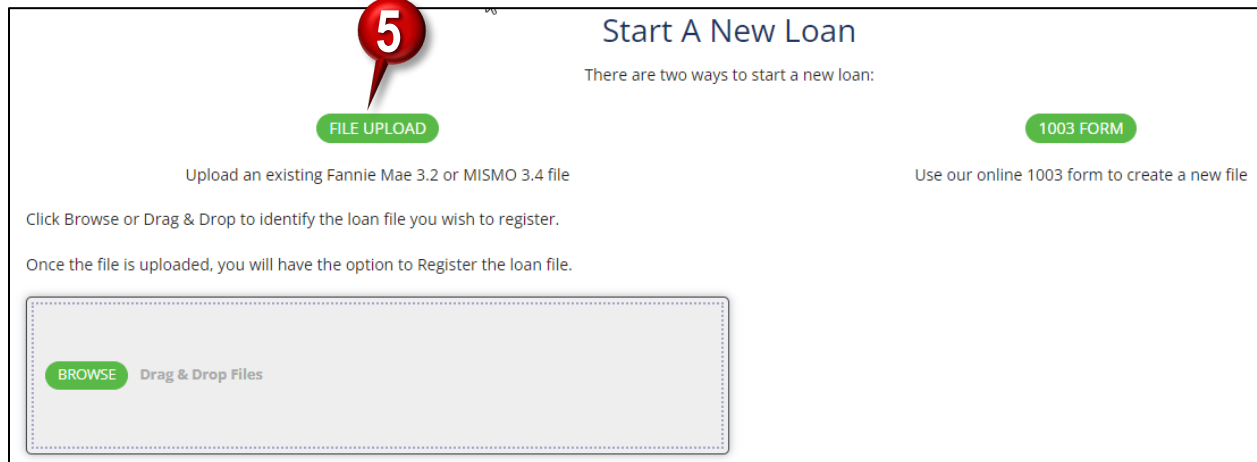 5
Start A New Loan
There are two ways to start a new loan:
FILE UPLOAD
1003 FORM
Upload an existing Fannie Mae 3.2 or MISMO 3.4 file
Use our online 1003 form to create a new file
Click Browse or Drag & Drop to identify the loan file you wish to register.
Once the file is uploaded, you will have the option to Register the loan file.
BROWSE Drag & Drop Files